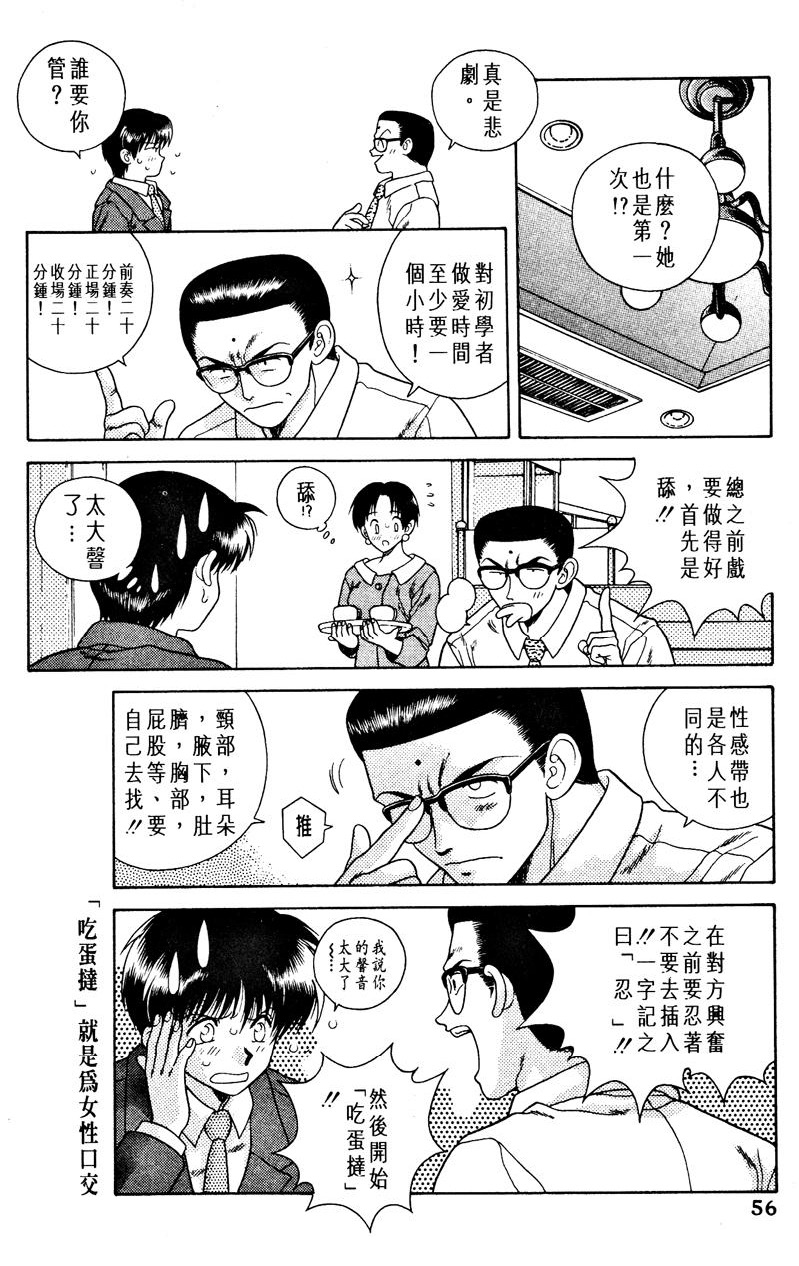 什麼？她
也是第一
次!?
真是悲
劇。
誰要你
管？
對初學者
做愛時間
至少要一
個小時！
前奏二十
分鍾！
正場二十
分鍾！
收場二十
分鍾！
總之前戲
要做得好
，首先是
舔!!
舔!?
太大聲
了…
性感帶也
是各人不
同的…
推
頸部，耳朵
，腋下，肚
臍，胸部，
屁股等、要
自己去找!!
在對方興奮
之前要忍著
不要去插入
!!一字記之
曰「忍」!!
我説你
的聲音
太大了
〜…
然後開始
「吃蛋撻」
!!
「吃蛋撻」就是爲女性口交
56